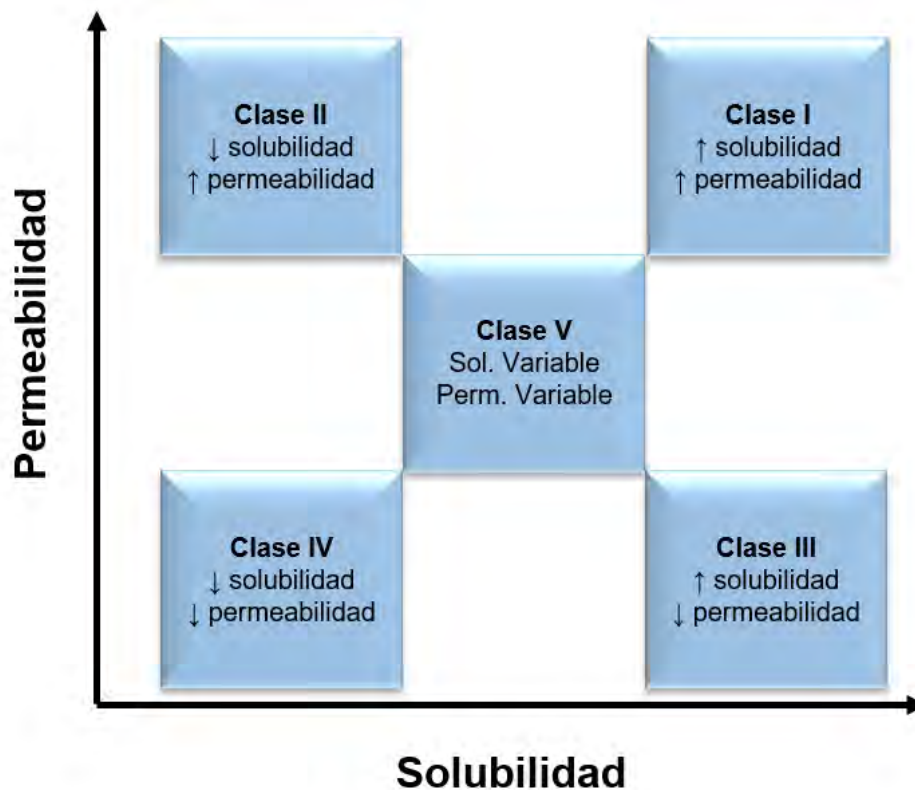 Permeabilidad
Clase II
↓ solubilidad
↑ permeabilidad
Clase I
↑ solubilidad
↑ permeabilidad
Clase V
Sol. Variable
Perm. Variable
Clase IV
↓ solubilidad
↓ permeabilidad
Clase III
↑ solubilidad
↓ permeabilidad
Solubilidad